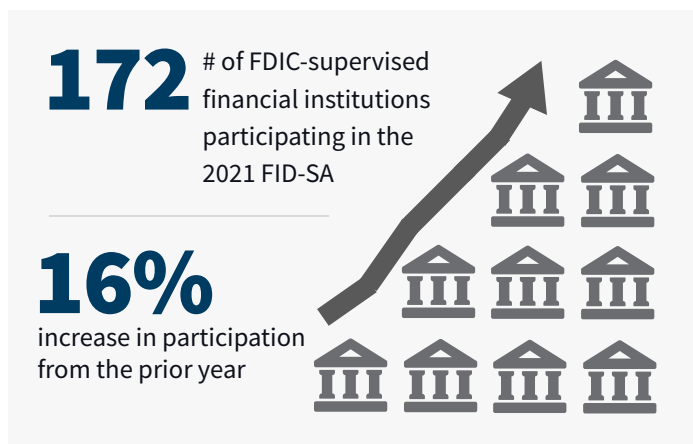 172
# of FDIC-supervised
financial institutions
participating in the
2021 FID-SA
16%
increase in participation
from the prior year